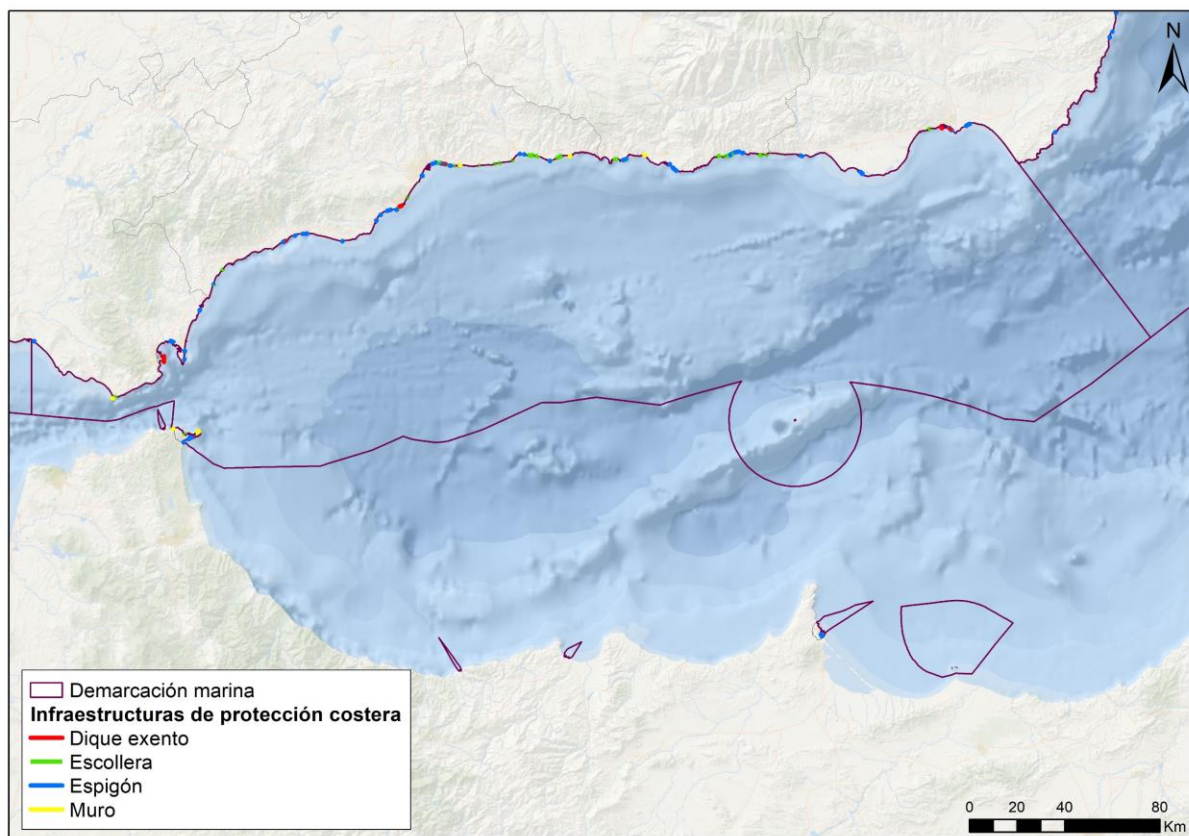 N
Demarcación marina
Infraestructuras de protección costera
Dique exento
Escollera
Espigón
Muro
0 20 40 80
Km